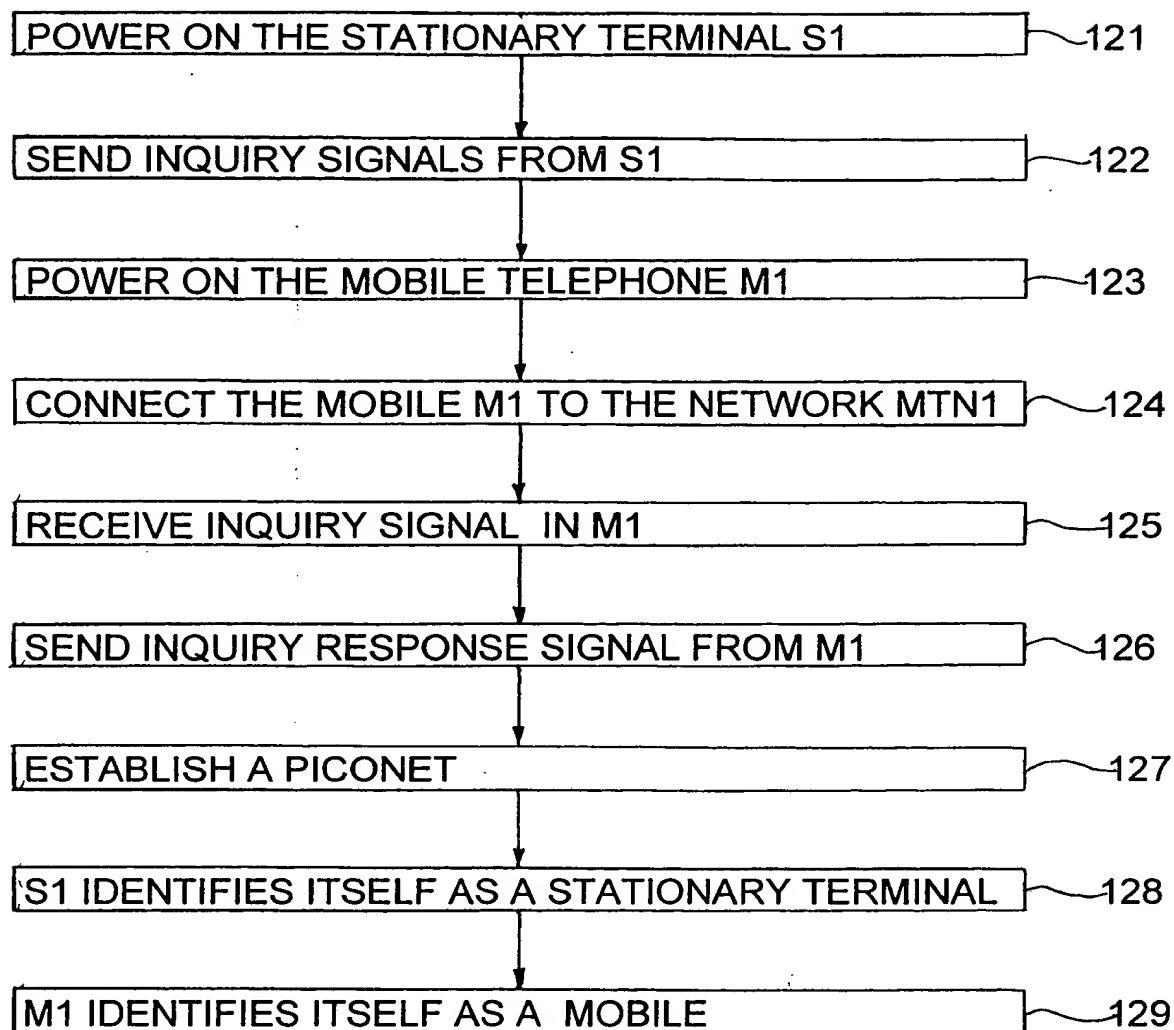 POWER ON THE STATIONARY TERMINAL S1 121
SEND INQUIRY SIGNALS FROM S1 122
POWER ON THE MOBILE TELEPHONE M1 123
CONNECT THE MOBILE M1 TO THE NETWORK MTN1 124
RECEIVE INQUIRY SIGNAL IN M1 125
SEND INQUIRY RESPONSE SIGNAL FROM M1 126
ESTABLISH A PICONET 127
S1 IDENTIFIES ITSELF AS A STATIONARY TERMINAL 128
M1 IDENTIFIES ITSELF AS A MOBILE 129